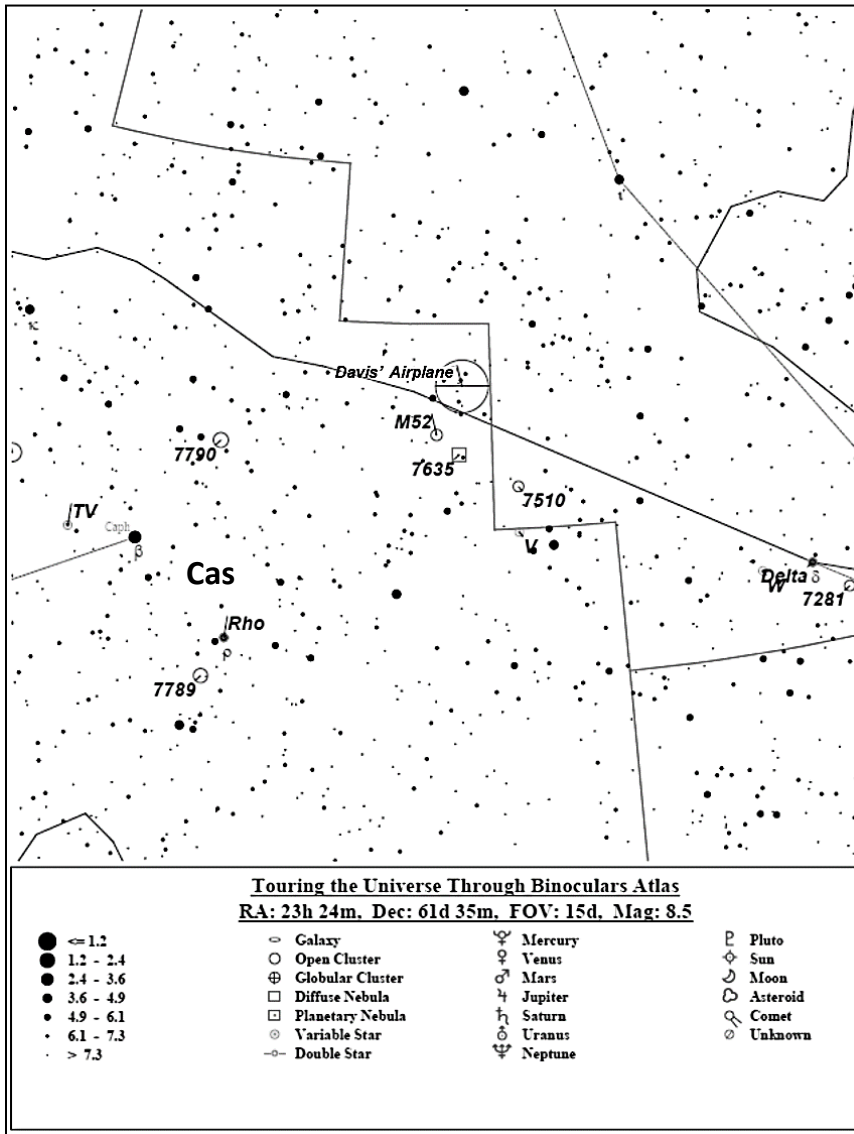 ι
κ
Davis' Airplane
M52
7790
7635
7510
TV
Caph
β
V
Cas
Delta δ
W
7281
Rho
ρ
7789
Touring the Universe Through Binoculars Atlas
RA: 23h 24m, Dec: 61d 35m, FOV: 15d, Mag: 8.5
<= 1.2
1.2 - 2.4
2.4 - 3.6
3.6 - 4.9
4.9 - 6.1
6.1 - 7.3
> 7.3
Galaxy
Open Cluster
Globular Cluster
Diffuse Nebula
Planetary Nebula
Variable Star
Double Star
Mercury
Venus
Mars
Jupiter
Saturn
Uranus
Neptune
Pluto
Sun
Moon
Asteroid
Comet
Unknown